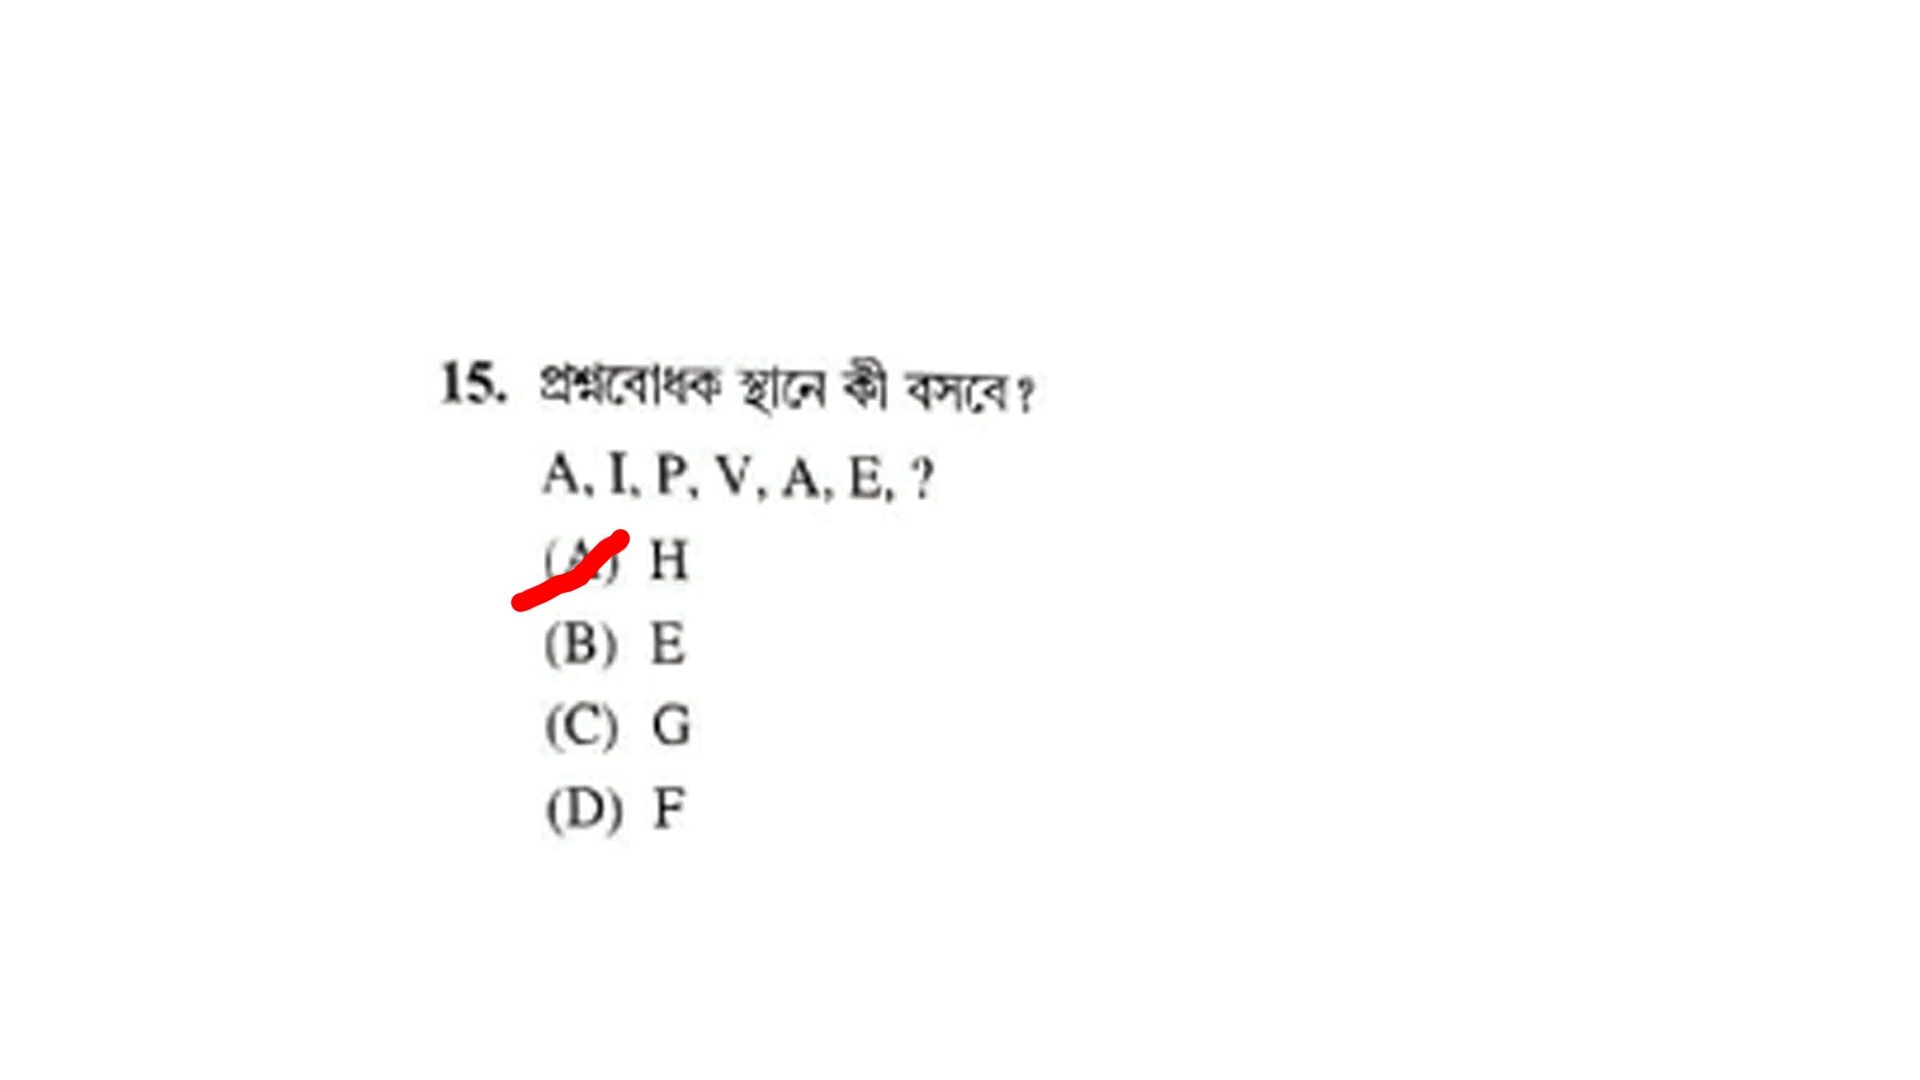 15. প্রশ্নবোধক স্থানে কী বসবে?
A, I, P, V, A, E, ?
(A) H
(B) E
(C) G
(D) F